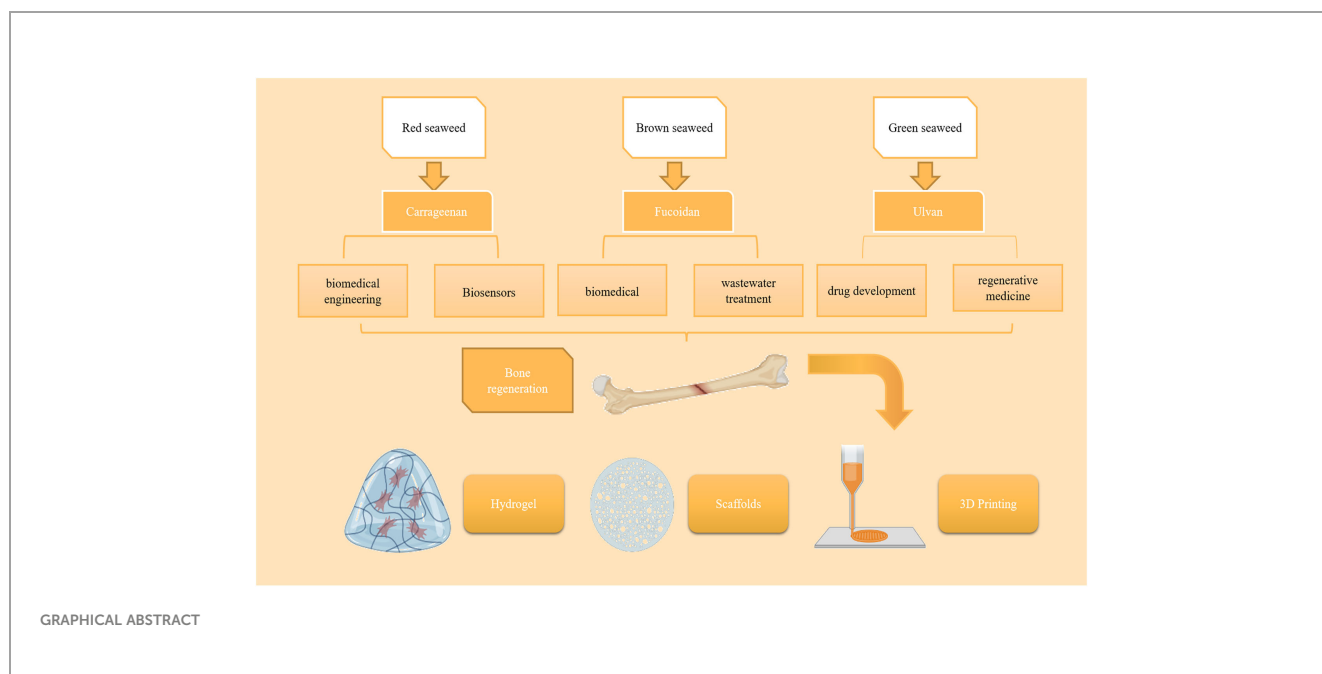 Red seaweed
Brown seaweed
Green seaweed
Carrageenan
Fucoidan
Ulvan
biomedical
engineering
Biosensors
biomedical
wastewater
treatment
drug development
regenerative
medicine
Bone
regeneration
Hydrogel
Scaffolds
3D Printing
GRAPHICAL ABSTRACT